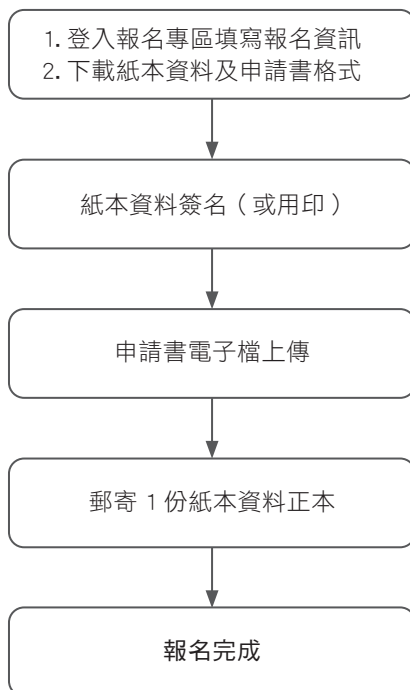 1. 登入報名專區填寫報名資訊
2. 下載紙本資料及申請書格式
紙本資料簽名（或用印）
申請書電子檔上傳
郵寄 1 份紙本資料正本
報名完成